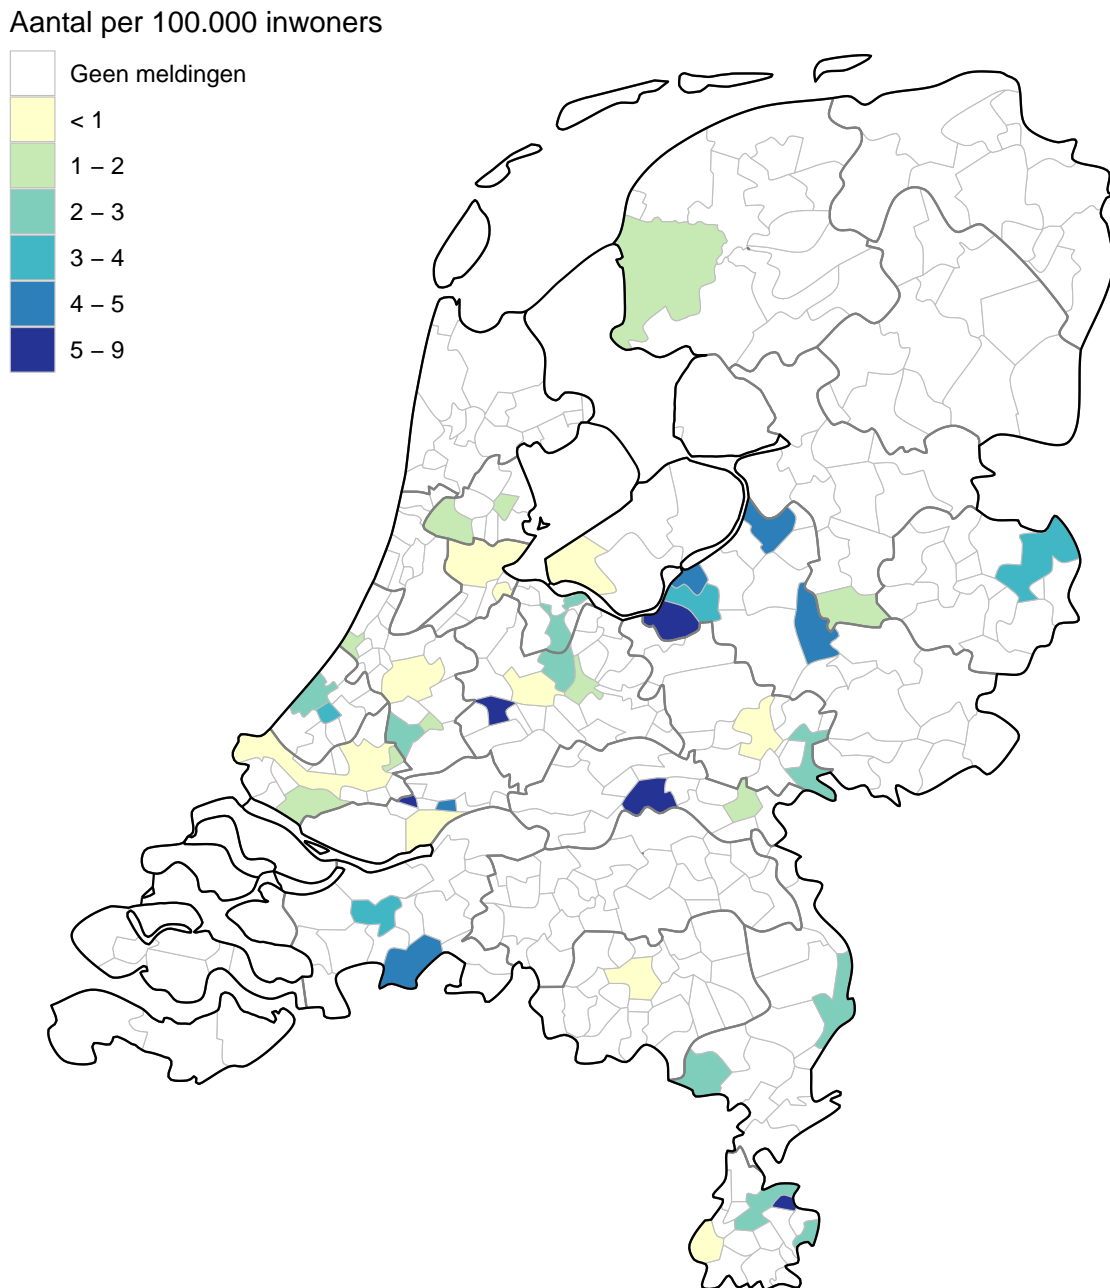 Aantal per 100.000 inwoners
Geen meldingen
< 1
1 – 2
2 – 3
3 – 4
4 – 5
5 – 9